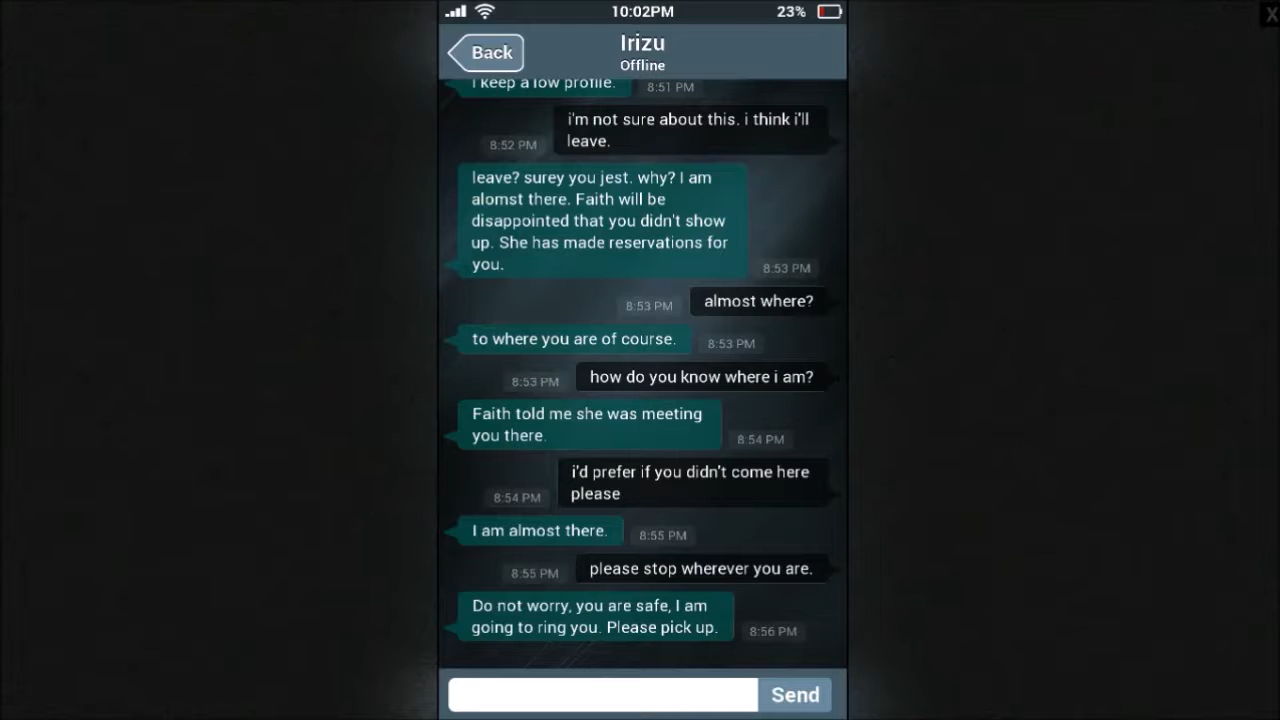 10:02PM
23%
X
Back
Irizu
Offline
I keep a low profile.
8:51 PM
i'm not sure about this. i think i'll
leave.
8:52 PM
leave? surey you jest. why? I am
alomst there. Faith will be
disappointed that you didn't show
up. She has made reservations for
you.
8:53 PM
almost where?
8:53 PM
to where you are of course.
8:53 PM
how do you know where i am?
8:53 PM
Faith told me she was meeting
you there.
8:54 PM
i'd prefer if you didn't come here
please
8:54 PM
I am almost there.
8:55 PM
please stop wherever you are.
8:55 PM
Do not worry, you are safe, I am
going to ring you. Please pick up.
8:56 PM
Send